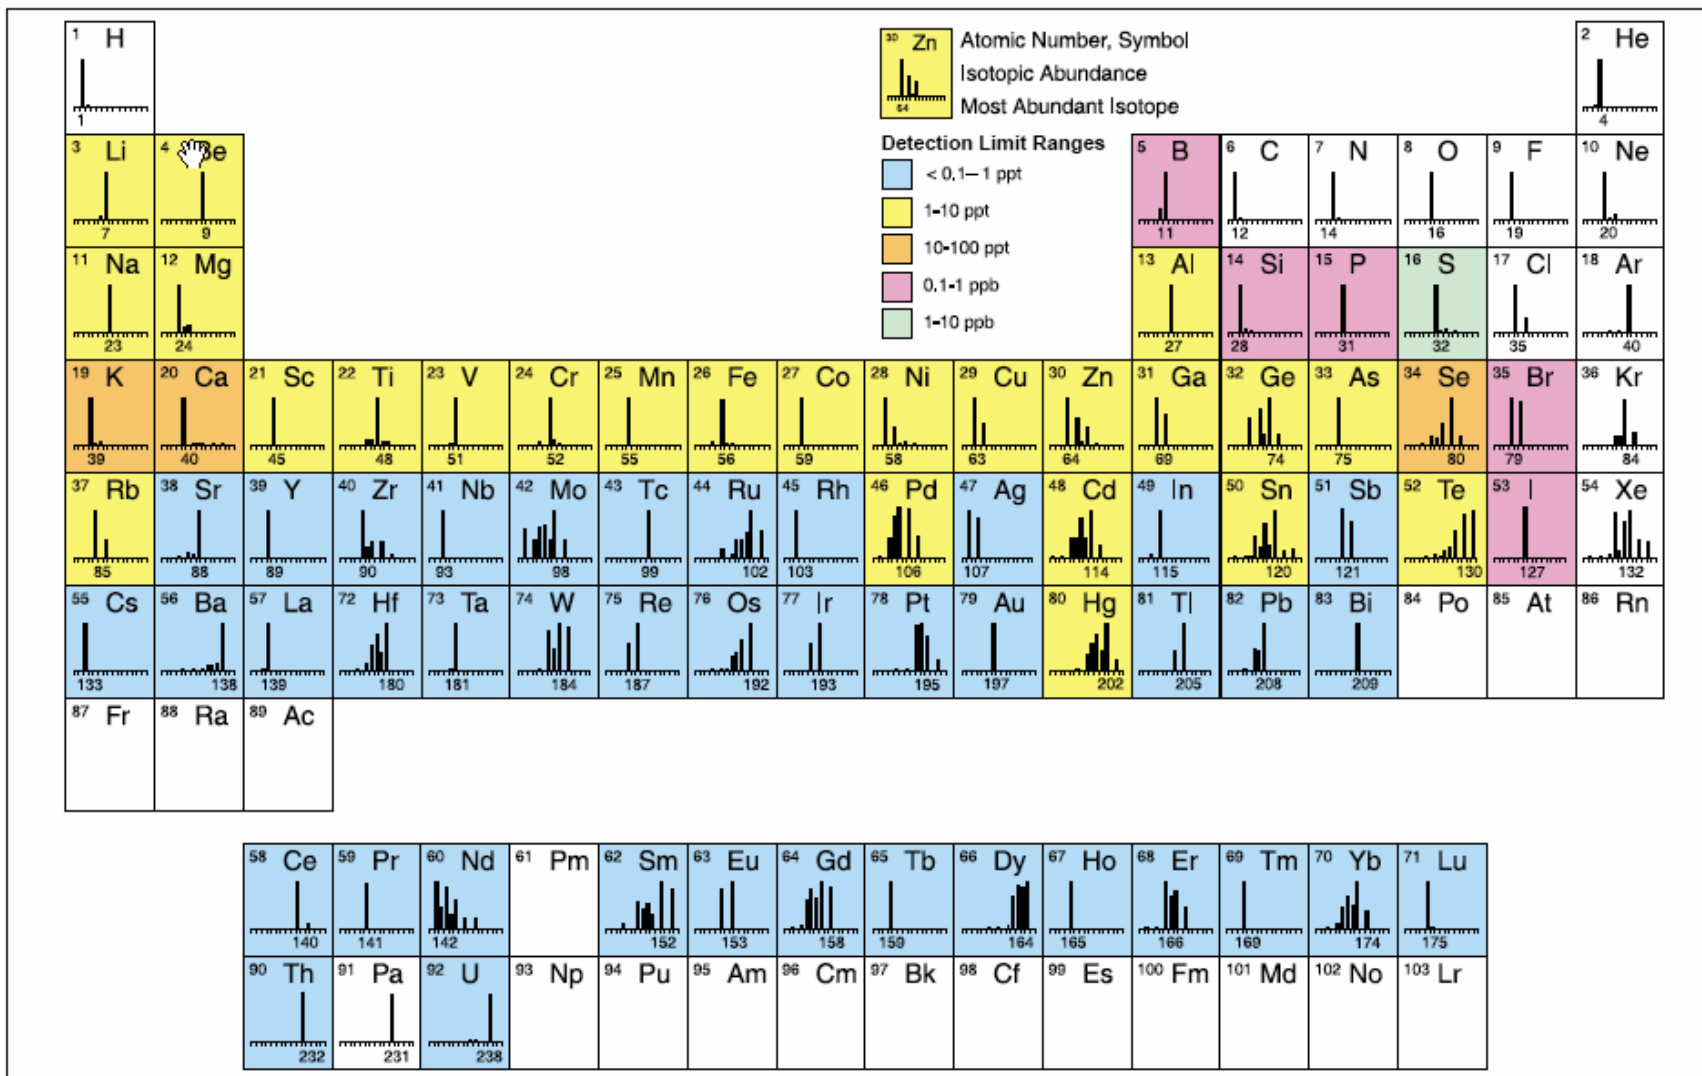 1 H
30 Zn Atomic Number, Symbol
2 He
Isotopic Abundance
64 Most Abundant Isotope
1
4
3 Li
Detection Limit Ranges
5 B
6 C
7 N
8 O
9 F
10 Ne
4
< 0.1– 1 ppt
1-10 ppt
7
9
11
12
14
16
19
20
11 Na
12 Mg
10-100 ppt
13 Al
14 Si
15 P
16 S
17 Cl
18 Ar
0.1-1 ppb
1-10 ppb
23
24
27
28
31
32
35
40
19 K
20 Ca
21 Sc
22 Ti
23 V
24 Cr
25 Mn
26 Fe
27 Co
28 Ni
29 Cu
30 Zn
31 Ga
32 Ge
33 As
34 Se
35 Br
36 Kr
39
40
45
48
51
52
55
56
59
58
63
64
69
74
75
80
79
84
37 Rb
38 Sr
39 Y
40 Zr
41 Nb
42 Mo
43 Tc
44 Ru
45 Rh
46 Pd
47 Ag
48 Cd
49 In
50 Sn
51 Sb
52 Te
53 I
54 Xe
85
88
89
90
93
98
99
102
103
106
107
114
115
120
121
130
127
132
55 Cs
56 Ba
57 La
72 Hf
73 Ta
74 W
75 Re
76 Os
77 Ir
78 Pt
79 Au
80 Hg
81 Tl
82 Pb
83 Bi
84 Po
85 At
86 Rn
133
138
139
180
181
184
187
192
193
195
197
202
205
208
209
87 Fr
88 Ra
89 Ac
58 Ce
59 Pr
60 Nd
61 Pm
62 Sm
63 Eu
64 Gd
65 Tb
66 Dy
67 Ho
68 Er
69 Tm
70 Yb
71 Lu
140
141
142
152
153
158
159
164
165
166
169
174
175
90 Th
91 Pa
92 U
93 Np
94 Pu
95 Am
96 Cm
97 Bk
98 Cf
99 Es
100 Fm
101 Md
102 No
103 Lr
232
231
238